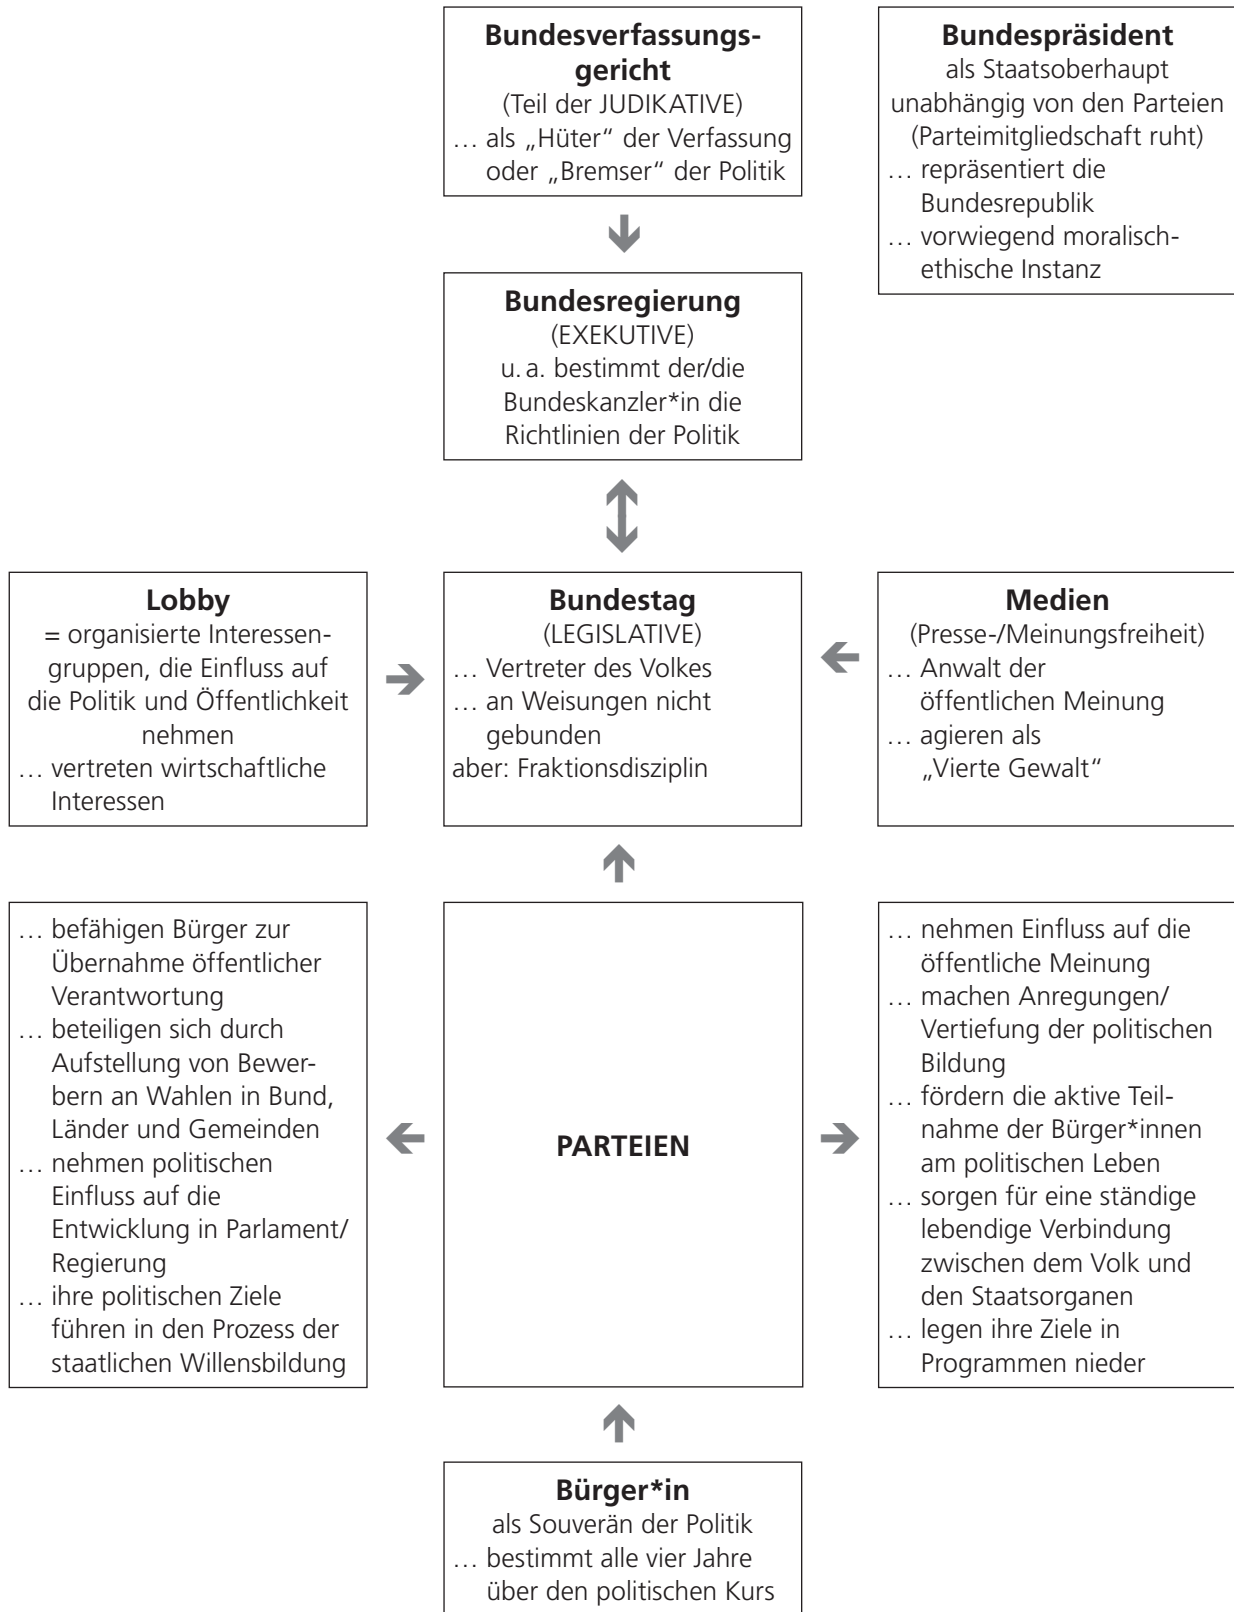 Bundesverfassungs-
gericht
(Teil der JUDIKATIVE)
… als „Hüter“ der Verfassung
oder „Bremser“ der Politik
Bundespräsident
als Staatsoberhaupt
unabhängig von den Parteien
(Parteimitgliedschaft ruht)
… repräsentiert die
Bundesrepublik
… vorwiegend moralisch-
ethische Instanz
Bundesregierung
(EXEKUTIVE)
u. a. bestimmt der/die
Bundeskanzler*in die
Richtlinien der Politik
Lobby
= organisierte Interessen-
gruppen, die Einfluss auf
die Politik und Öffentlichkeit
nehmen
… vertreten wirtschaftliche
Interessen
Bundestag
(LEGISLATIVE)
… Vertreter des Volkes
… an Weisungen nicht
gebunden
aber: Fraktionsdisziplin
Medien
(Presse-/Meinungsfreiheit)
… Anwalt der
öffentlichen Meinung
… agieren als
„Vierte Gewalt“
… befähigen Bürger zur
Übernahme öffentlicher
Verantwortung
… beteiligen sich durch
Aufstellung von Bewer-
bern an Wahlen in Bund,
Länder und Gemeinden
… nehmen politischen
Einfluss auf die
Entwicklung in Parlament/
Regierung
… ihre politischen Ziele
führen in den Prozess der
staatlichen Willensbildung
PARTEIEN
… nehmen Einfluss auf die
öffentliche Meinung
… machen Anregungen/
Vertiefung der politischen
Bildung
… fördern die aktive Teil-
nahme der Bürger*innen
am politischen Leben
… sorgen für eine ständige
lebendige Verbindung
zwischen dem Volk und
den Staatsorganen
… legen ihre Ziele in
Programmen nieder
Bürger*in
als Souverän der Politik
… bestimmt alle vier Jahre
über den politischen Kurs